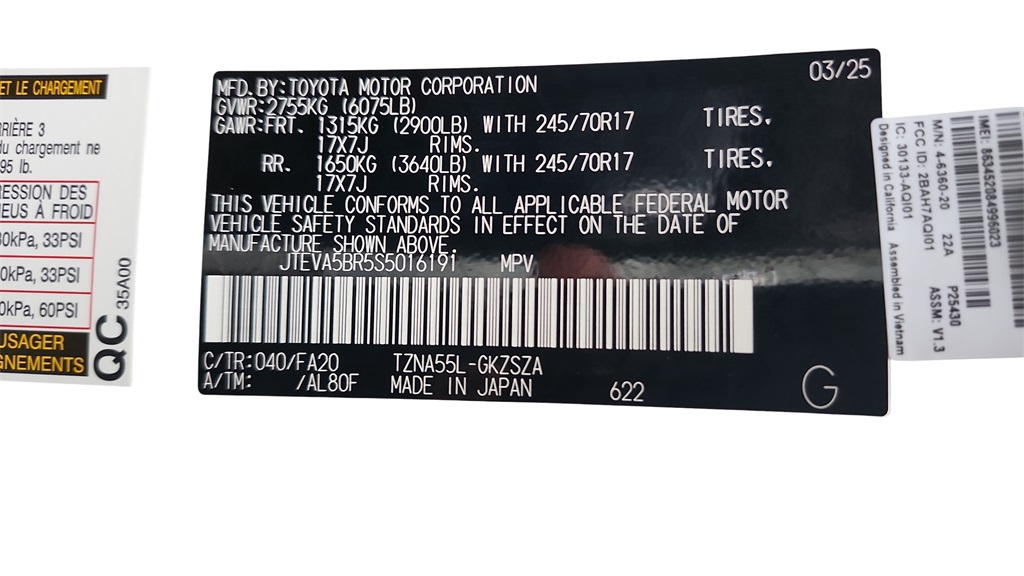 ET LE CHARGEMENT
RIÈRE 3
du chargement ne
95 lb.
RESSION DES
NEUS À FROID
30kPa, 33PSI
0kPa, 33PSI
0kPa, 60PSI
USAGER
GNEMENTS
QC 35A00
03/25
MFD. BY:TOYOTA MOTOR CORPORATION
GVWR:2755KG (6075LB)
GAWR:FRT. 1315KG (2900LB) WITH 245/70R17 TIRES,
17X7J RIMS.
RR. 1650KG (3640LB) WITH 245/70R17 TIRES,
17X7J RIMS.
THIS VEHICLE CONFORMS TO ALL APPLICABLE FEDERAL MOTOR
VEHICLE SAFETY STANDARDS IN EFFECT ON THE DATE OF
MANUFACTURE SHOWN ABOVE.
JTEVA5BR5S5016191 MPV
C/TR:040/FA20 TZNA55L-GKZSZA
A/TM: /AL80F MADE IN JAPAN 622
G
IMEI: 863452084996023
P25430
ASSM: V1.3
M/N: 4-6360-20 22A
FCC ID: 2BAH7AQI01
IC: 30133-AQI01
Designed in California Assembled in Vietnam